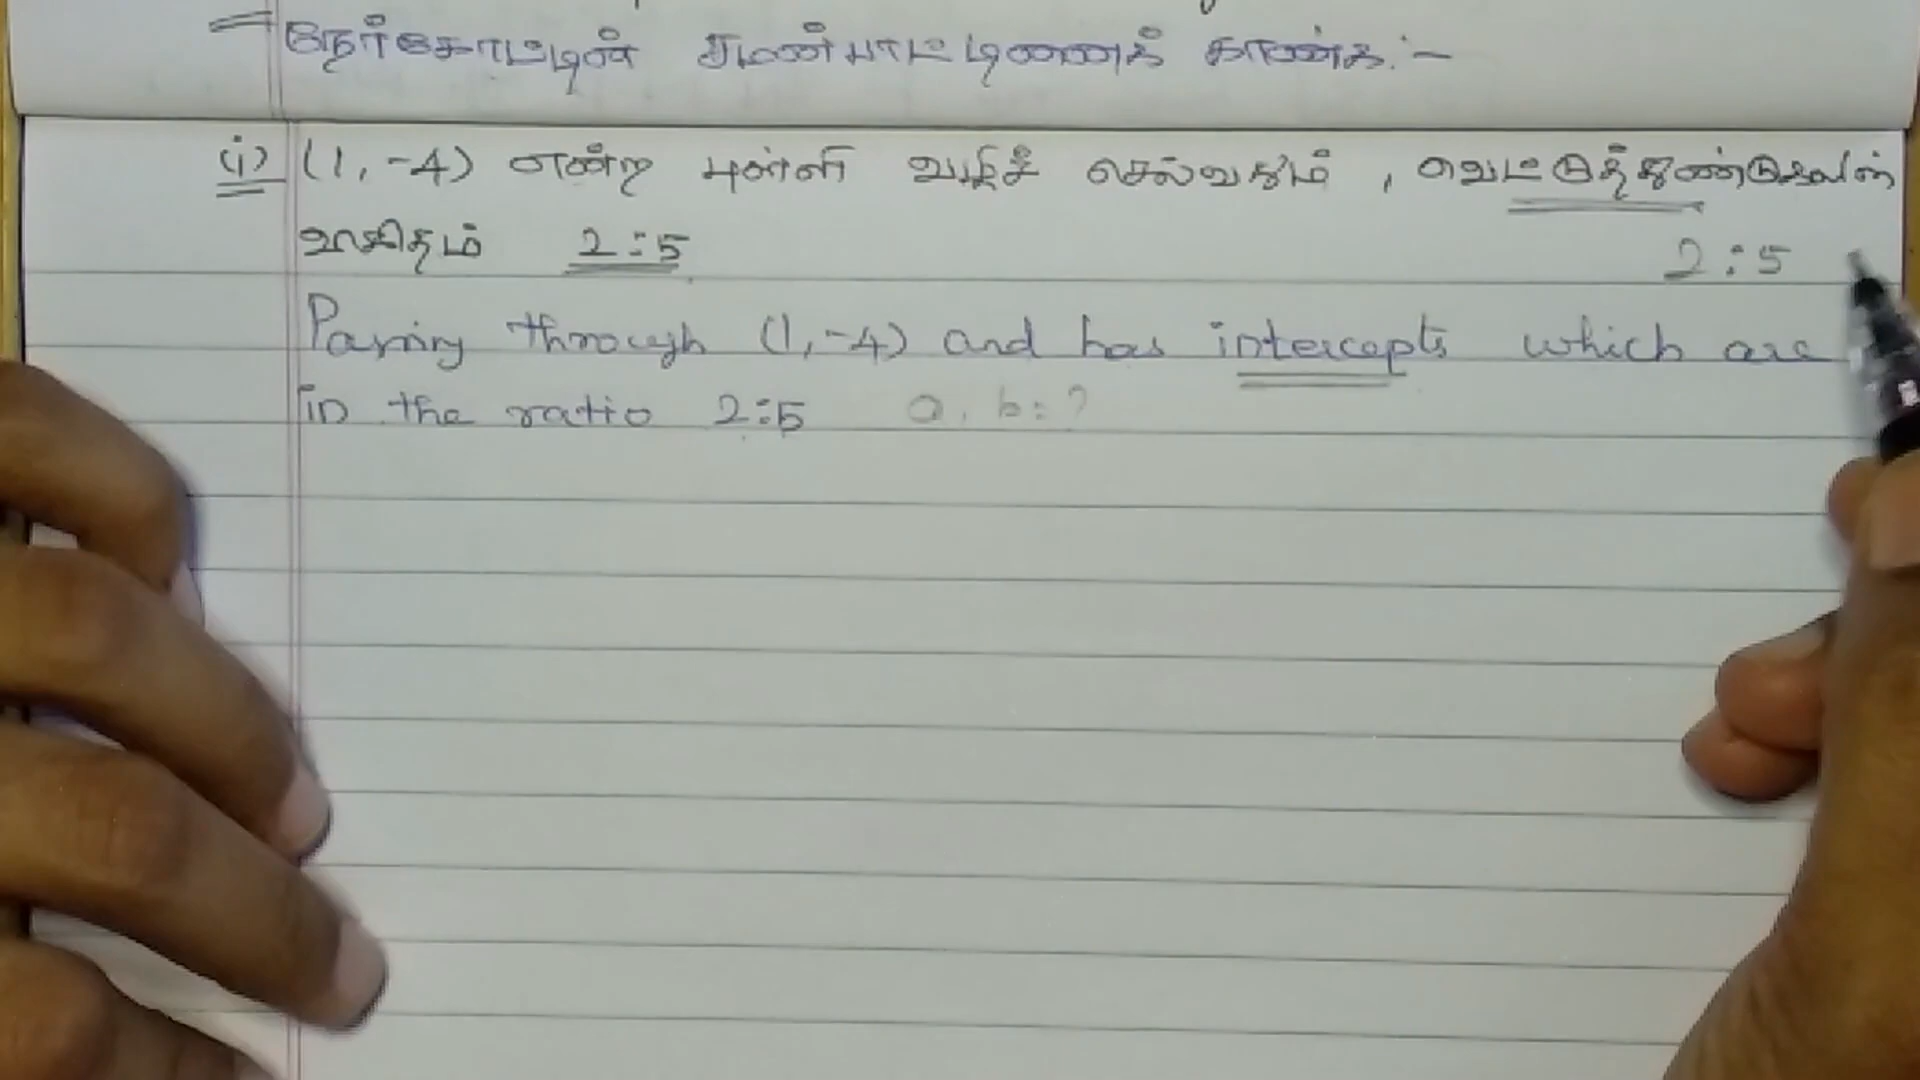 நேர்கோட்டின் சமன்பாட்டினைக் காண்க:-
(i) (1, -4) என்ற புள்ளி வழிச் செல்வதும், வெட்டுத்துண்டுகளின்
விகிதம் 2:5
2:5
Passing through (1, -4) and has intercepts which are
in the ratio 2:5 a, b = ?